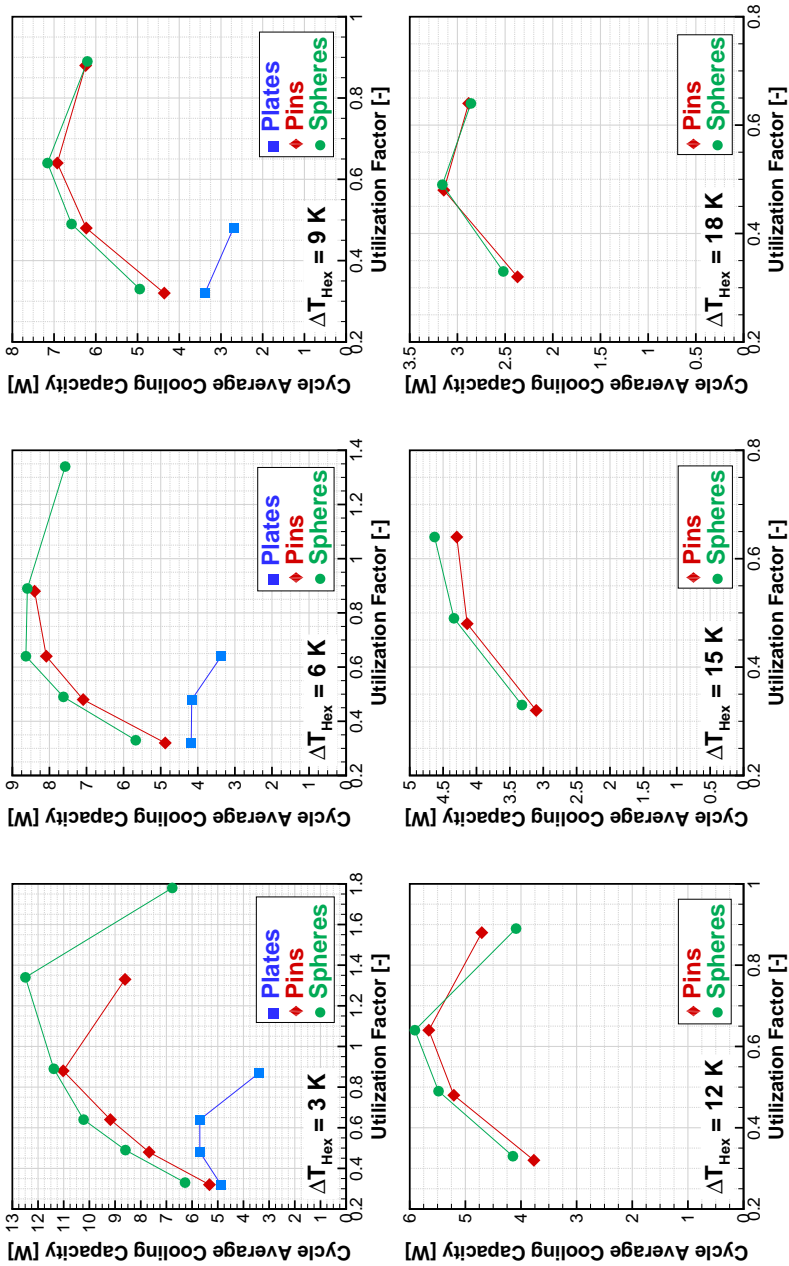 Cycle Average Cooling Capacity [W]
13
12
11
10
9
8
7
6
5
4
3
2
1
0
ΔT_Hex = 3 K
Plates
Pins
Spheres
0.2 0.4 0.6 0.8 1 1.2 1.4 1.6 1.8
Utilization Factor [-]
Cycle Average Cooling Capacity [W]
9
8
7
6
5
4
3
2
1
0
ΔT_Hex = 6 K
Plates
Pins
Spheres
0.2 0.4 0.6 0.8 1 1.2 1.4
Utilization Factor [-]
Cycle Average Cooling Capacity [W]
8
7
6
5
4
3
2
1
0
ΔT_Hex = 9 K
Plates
Pins
Spheres
0.2 0.4 0.6 0.8 1
Utilization Factor [-]
Cycle Average Cooling Capacity [W]
6
5
4
3
2
1
0
ΔT_Hex = 12 K
Pins
Spheres
0.2 0.4 0.6 0.8 1
Utilization Factor [-]
Cycle Average Cooling Capacity [W]
5
4.5
4
3.5
3
2.5
2
1.5
1
0.5
0
ΔT_Hex = 15 K
Pins
Spheres
0.2 0.4 0.6 0.8
Utilization Factor [-]
Cycle Average Cooling Capacity [W]
3.5
3
2.5
2
1.5
1
0.5
0
ΔT_Hex = 18 K
Pins
Spheres
0.2 0.4 0.6 0.8
Utilization Factor [-]